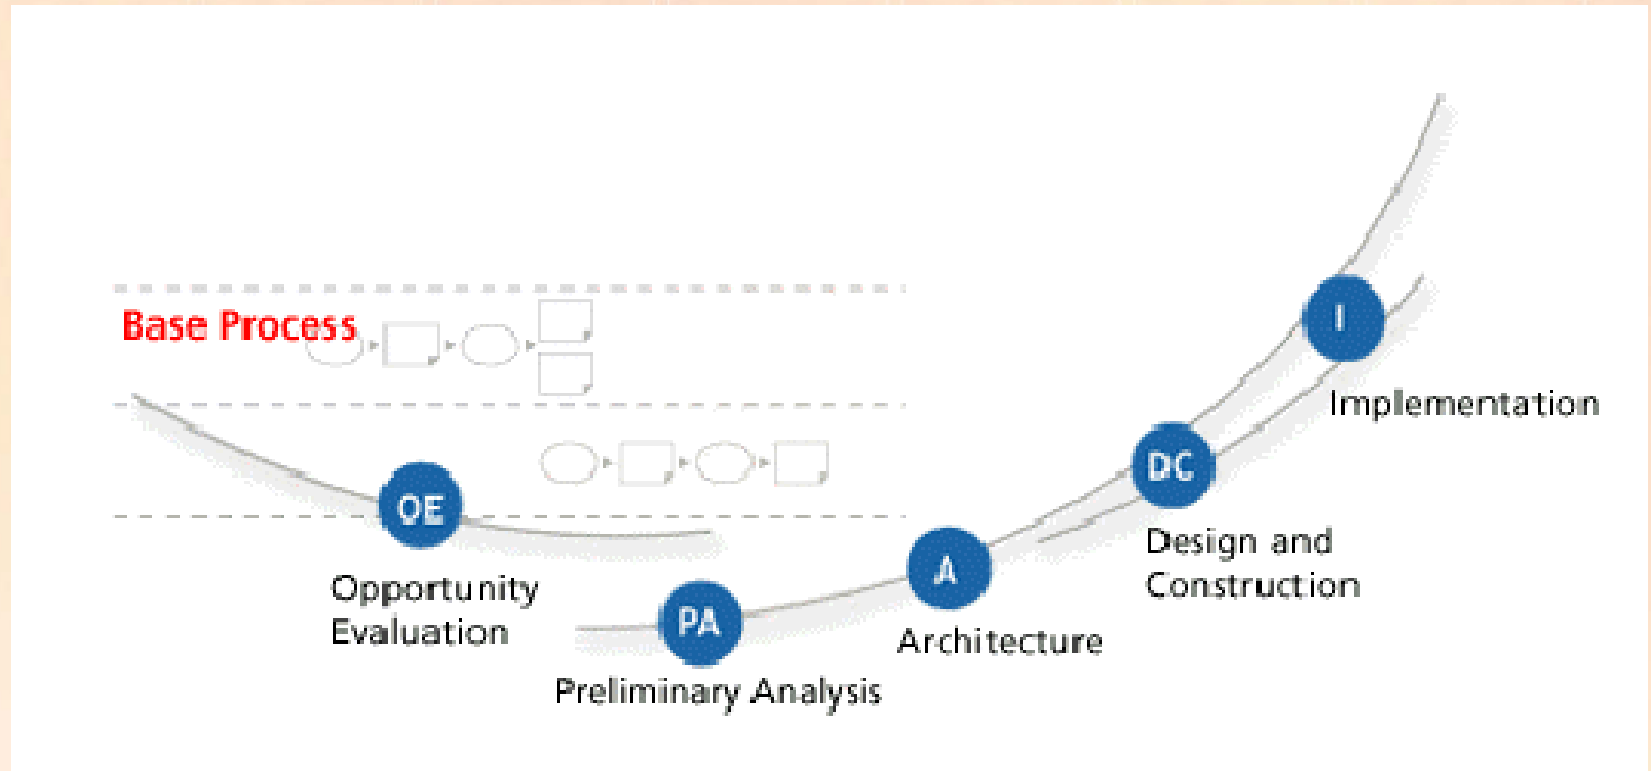 Base Process
I
Implementation
DC
OE
Design and
Construction
A
Opportunity
Evaluation
PA
Architecture
Preliminary Analysis